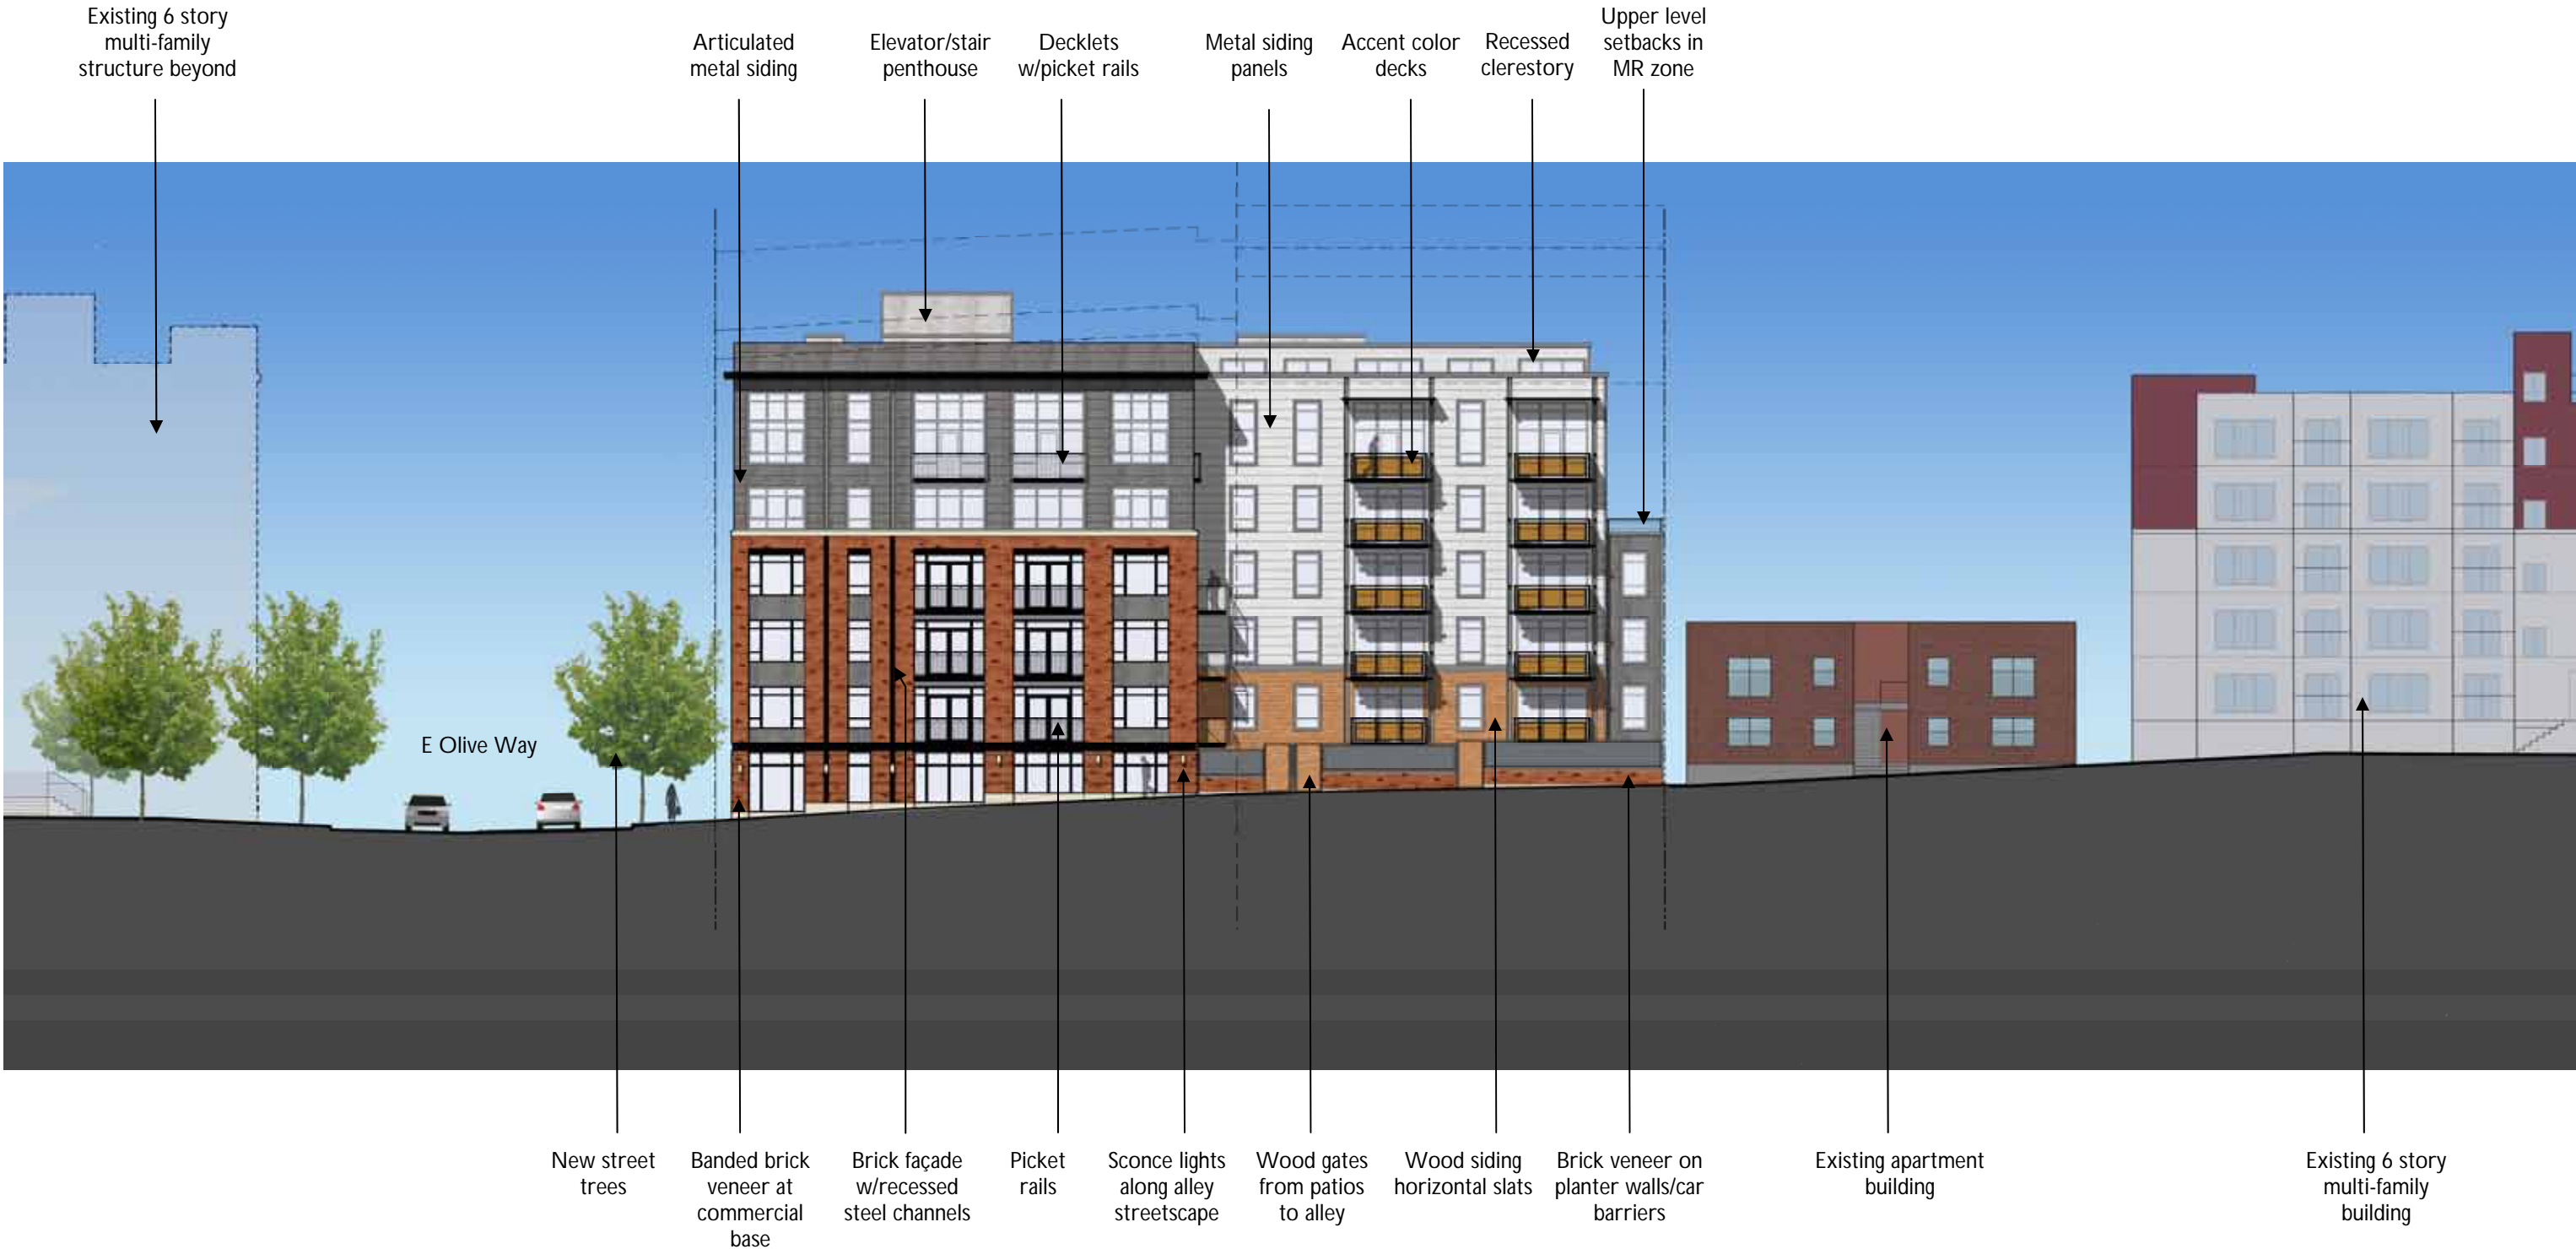 Existing 6 story
multi-family
structure beyond
Articulated
metal siding
Elevator/stair
penthouse
Decklets
w/picket rails
Metal siding
panels
Accent color
decks
Recessed
clerestory
Upper level
setbacks in
MR zone
E Olive Way
New street
trees
Banded brick
veneer at
commercial
base
Brick façade
w/recessed
steel channels
Picket
rails
Sconce lights
along alley
streetscape
Wood gates
from patios
to alley
Wood siding
horizontal slats
Brick veneer on
planter walls/car
barriers
Existing apartment
building
Existing 6 story
multi-family
building